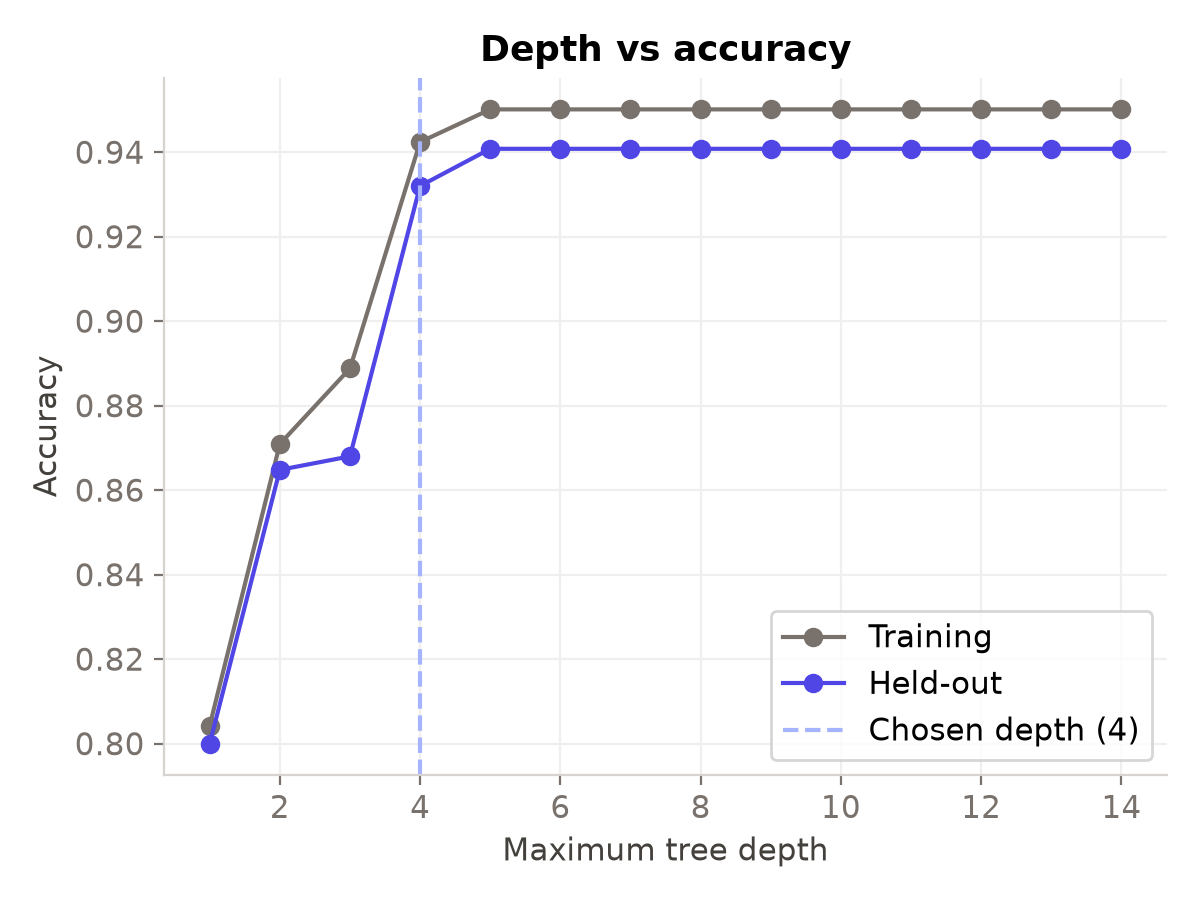 Depth vs accuracy
Accuracy
0.94
0.92
0.90
0.88
0.86
0.84
0.82
0.80
2 4 6 8 10 12 14
Maximum tree depth
Training
Held-out
Chosen depth (4)